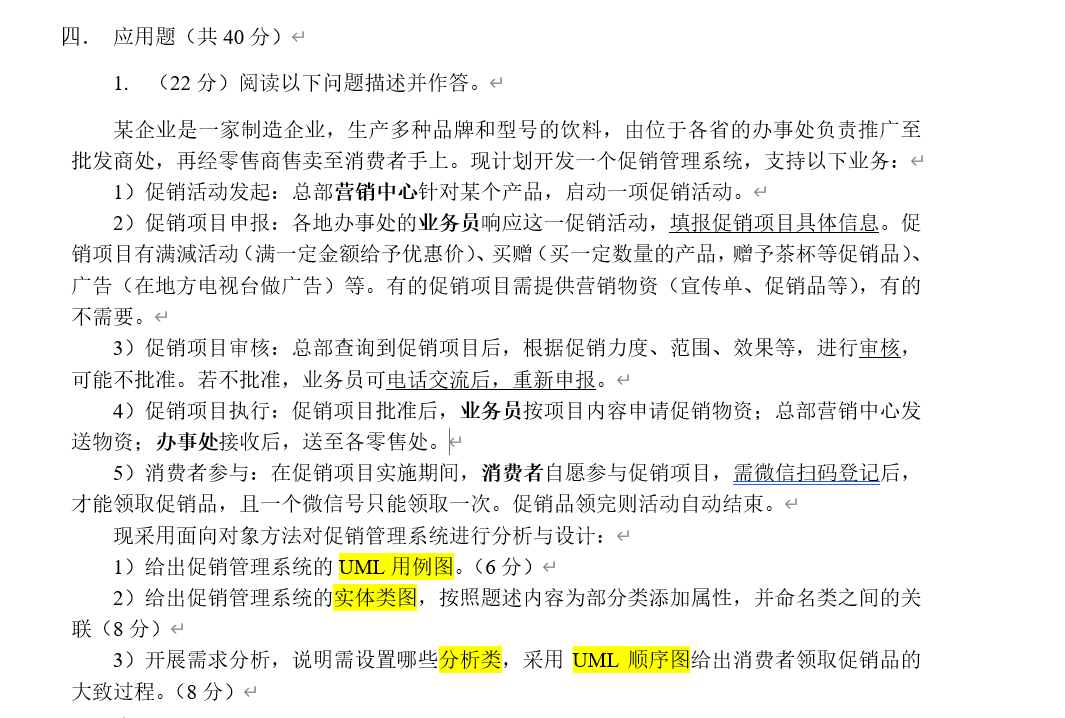 四． 应用题（共 40 分）
1. （22 分）阅读以下问题描述并作答。
某企业是一家制造企业，生产多种品牌和型号的饮料，由位于各省的办事处负责推广至
批发商处，再经零售商售卖至消费者手上。现计划开发一个促销管理系统，支持以下业务：
1）促销活动发起：总部营销中心针对某个产品，启动一项促销活动。
2）促销项目申报：各地办事处的业务员响应这一促销活动，填报促销项目具体信息。促
销项目有满减活动（满一定金额给予优惠价）、买赠（买一定数量的产品，赠予茶杯等促销品）、
广告（在地方电视台做广告）等。有的促销项目需提供营销物资（宣传单、促销品等），有的
不需要。
3）促销项目审核：总部查询到促销项目后，根据促销力度、范围、效果等，进行审核，
可能不批准。若不批准，业务员可电话交流后，重新申报。
4）促销项目执行：促销项目批准后，业务员按项目内容申请促销物资；总部营销中心发
送物资；办事处接收后，送至各零售处。
5）消费者参与：在促销项目实施期间，消费者自愿参与促销项目，需微信扫码登记后，
才能领取促销品，且一个微信号只能领取一次。促销品领完则活动自动结束。
现采用面向对象方法对促销管理系统进行分析与设计：
1）给出促销管理系统的 UML 用例图。（6 分）
2）给出促销管理系统的实体类图，按照题述内容为部分类添加属性，并命名类之间的关
联（8 分）
3）开展需求分析，说明需设置哪些分析类，采用 UML 顺序图给出消费者领取促销品的
大致过程。（8 分）